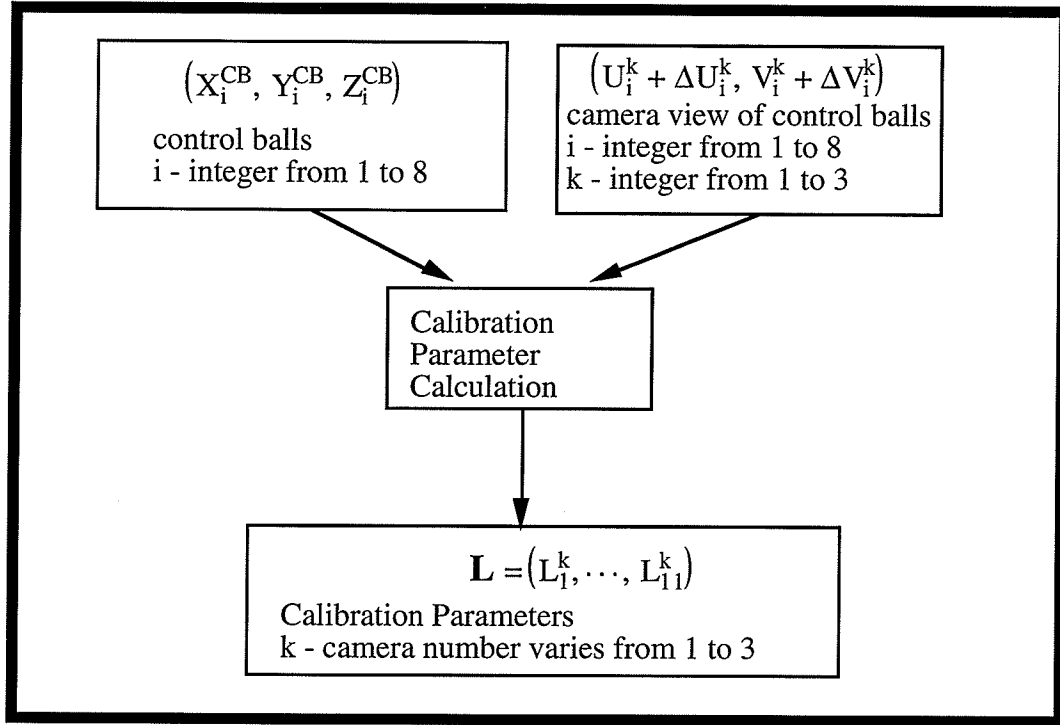 (X_i^CB, Y_i^CB, Z_i^CB)
control balls
i - integer from 1 to 8
(U_i^k + ΔU_i^k, V_i^k + ΔV_i^k)
camera view of control balls
i - integer from 1 to 8
k - integer from 1 to 3
Calibration
Parameter
Calculation
L = (L_1^k, ⋯, L_11^k)
Calibration Parameters
k - camera number varies from 1 to 3